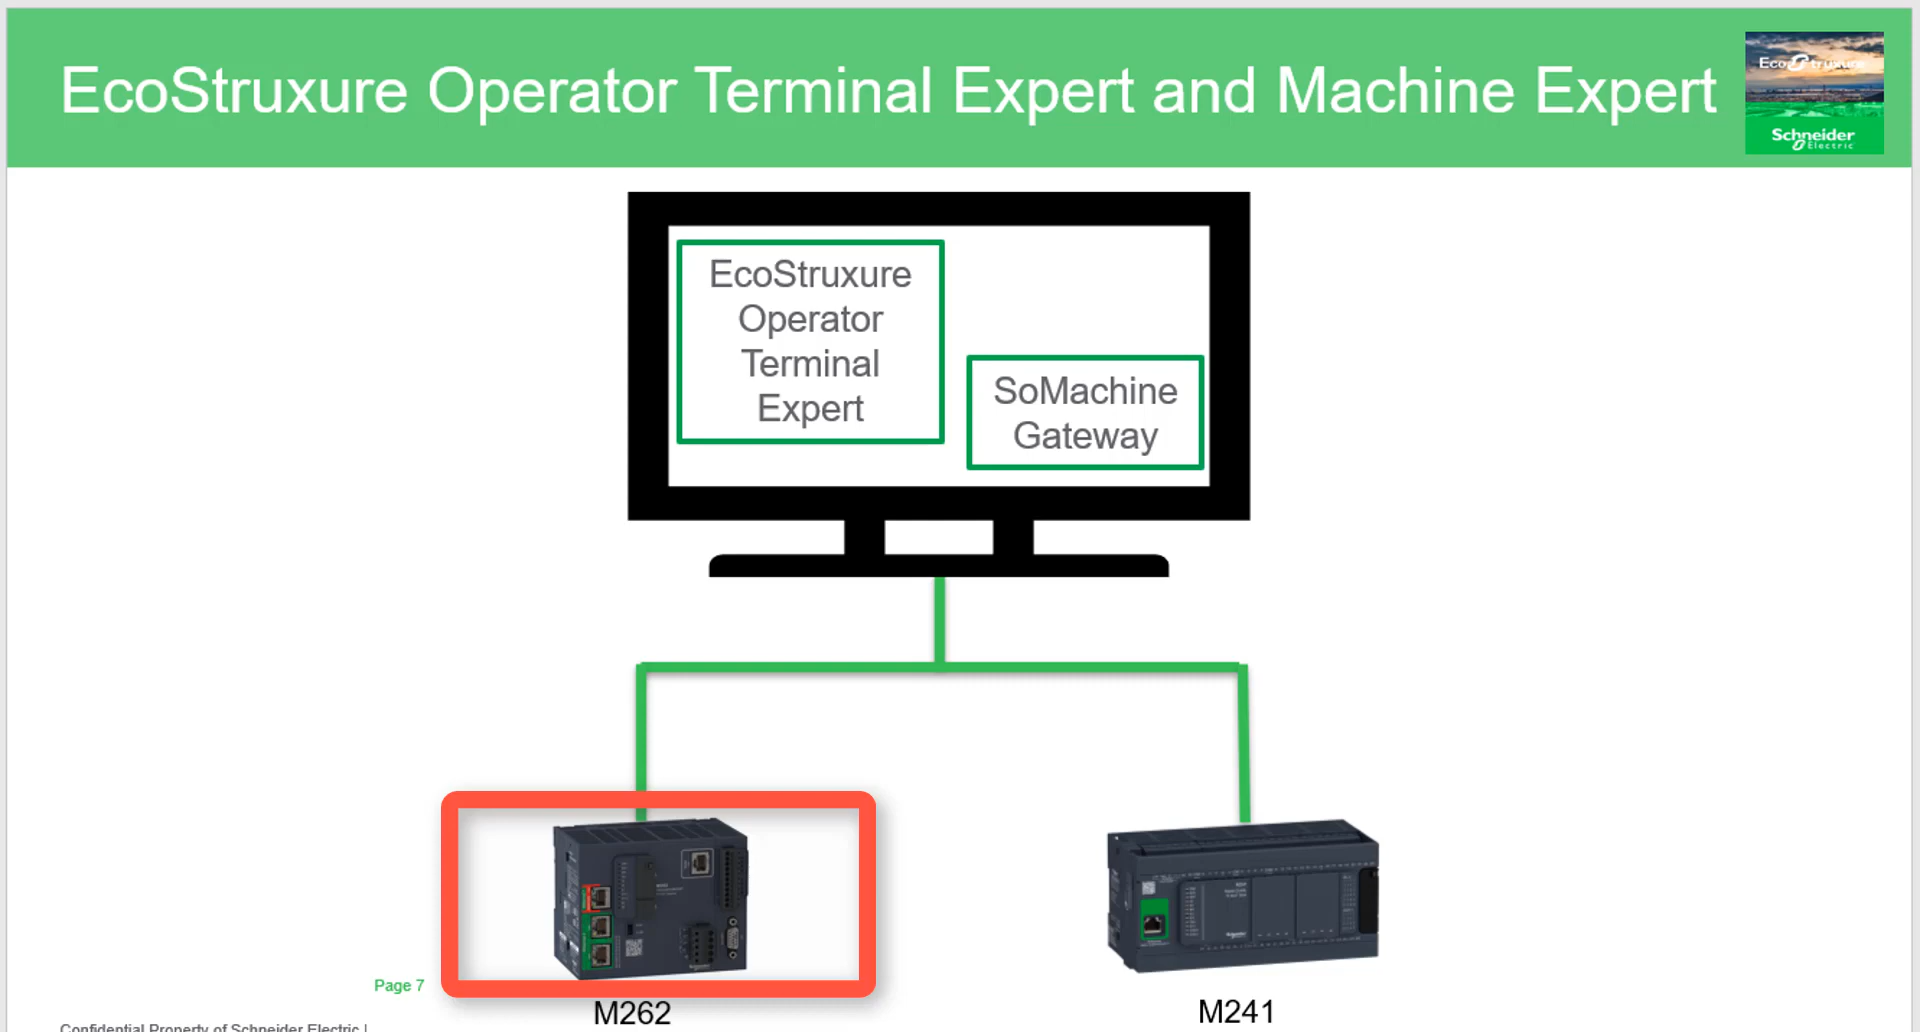 EcoStruxure Operator Terminal Expert and Machine Expert
EcoStruxure
Schneider
Electric
EcoStruxure
Operator
Terminal
Expert
SoMachine
Gateway
Page 7
M262
M241
Confidential Property of Schneider Electric |